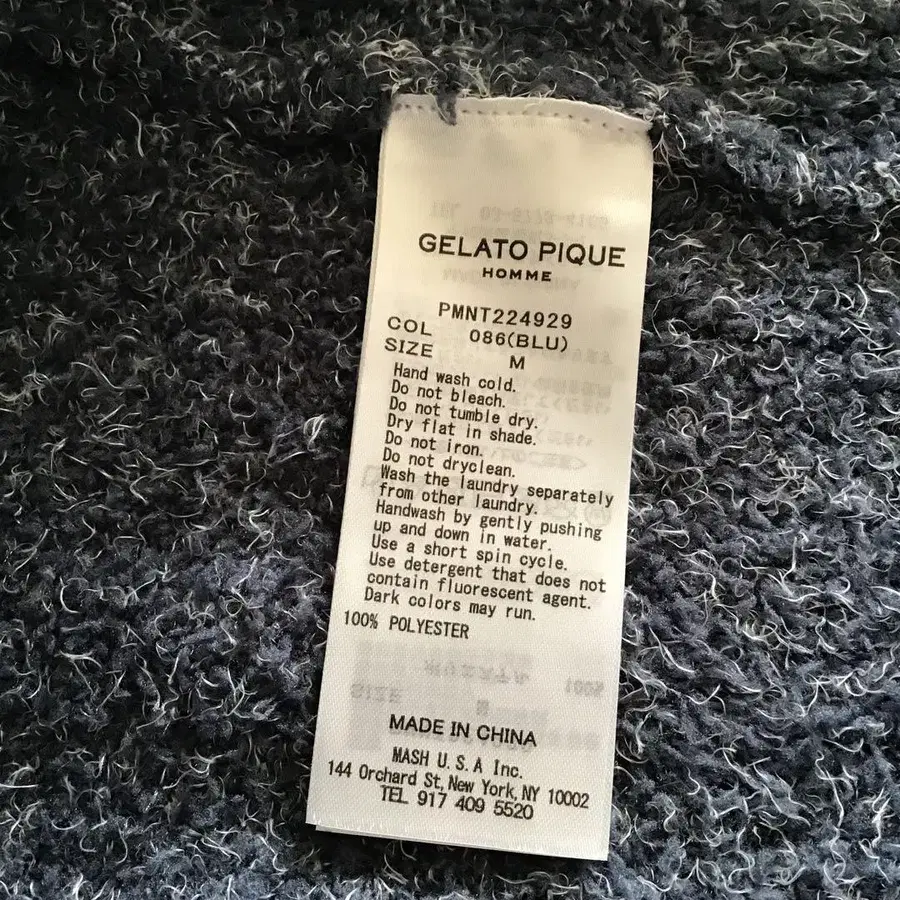 GELATO PIQUE
HOMME
PMNT224929
COL 086(BLU)
SIZE M
Hand wash cold.
Do not bleach.
Do not tumble dry.
Dry flat in shade.
Do not iron.
Do not dryclean.
Wash the laundry separately
from other laundry.
Handwash by gently pushing
up and down in water.
Use a short spin cycle.
Use detergent that does not
contain fluorescent agent.
Dark colors may run.
100% POLYESTER
MADE IN CHINA
MASH U.S.A Inc.
144 Orchard St, New York, NY 10002
TEL 917 409 5520